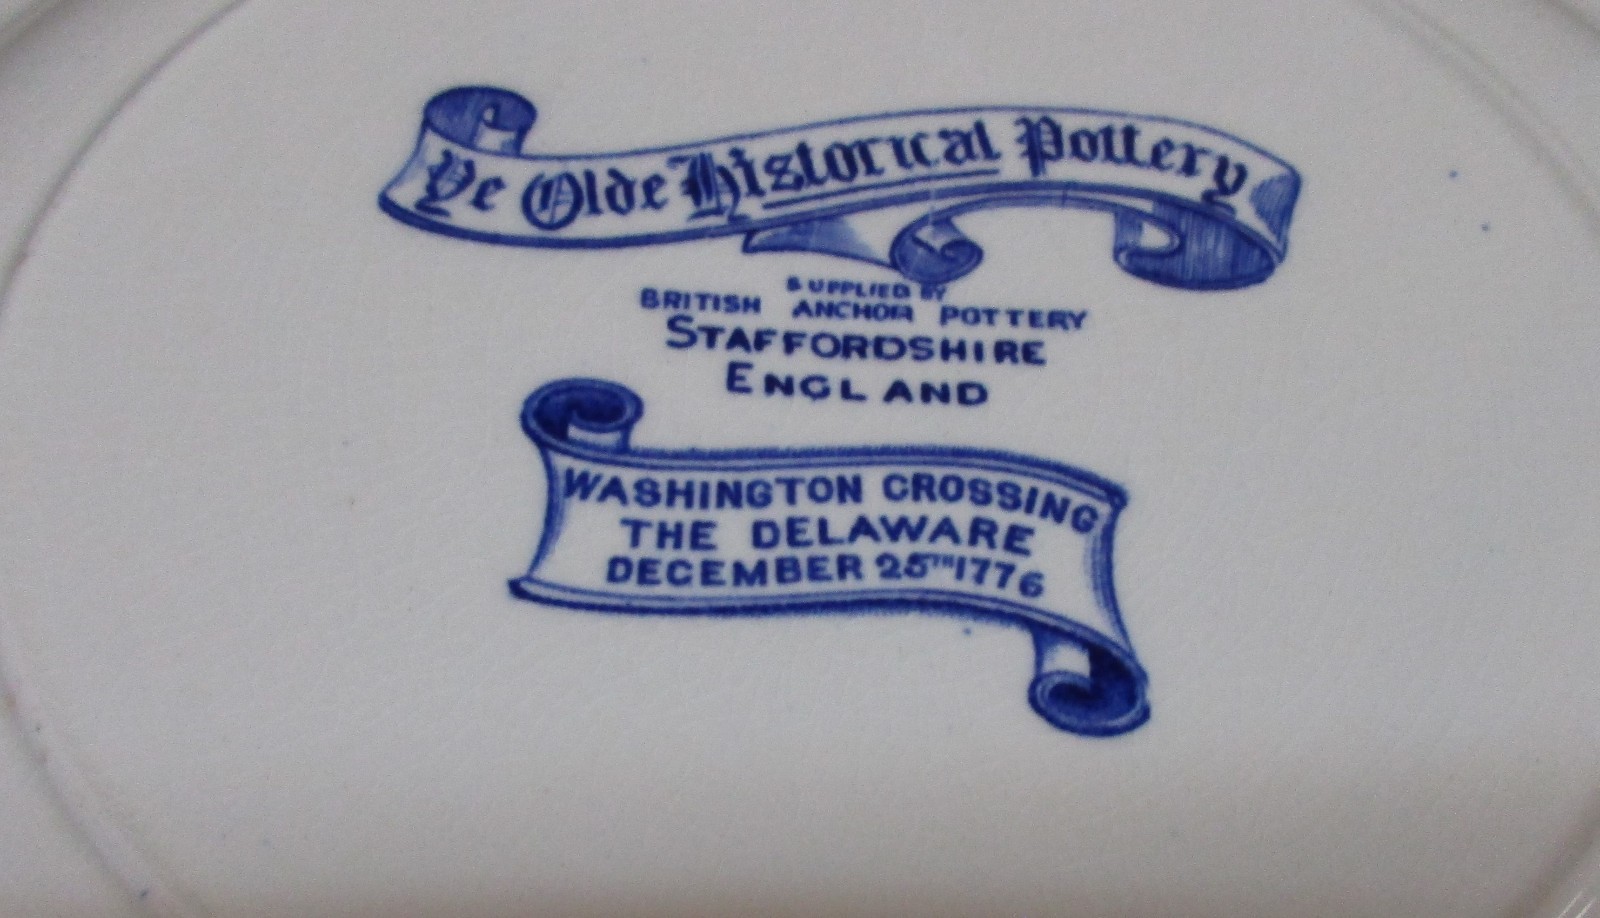 Ye Olde Historical Pottery
SUPPLIED BY
BRITISH ANCHOR POTTERY
STAFFORDSHIRE
ENGLAND
WASHINGTON CROSSING
THE DELAWARE
DECEMBER 25TH 1776